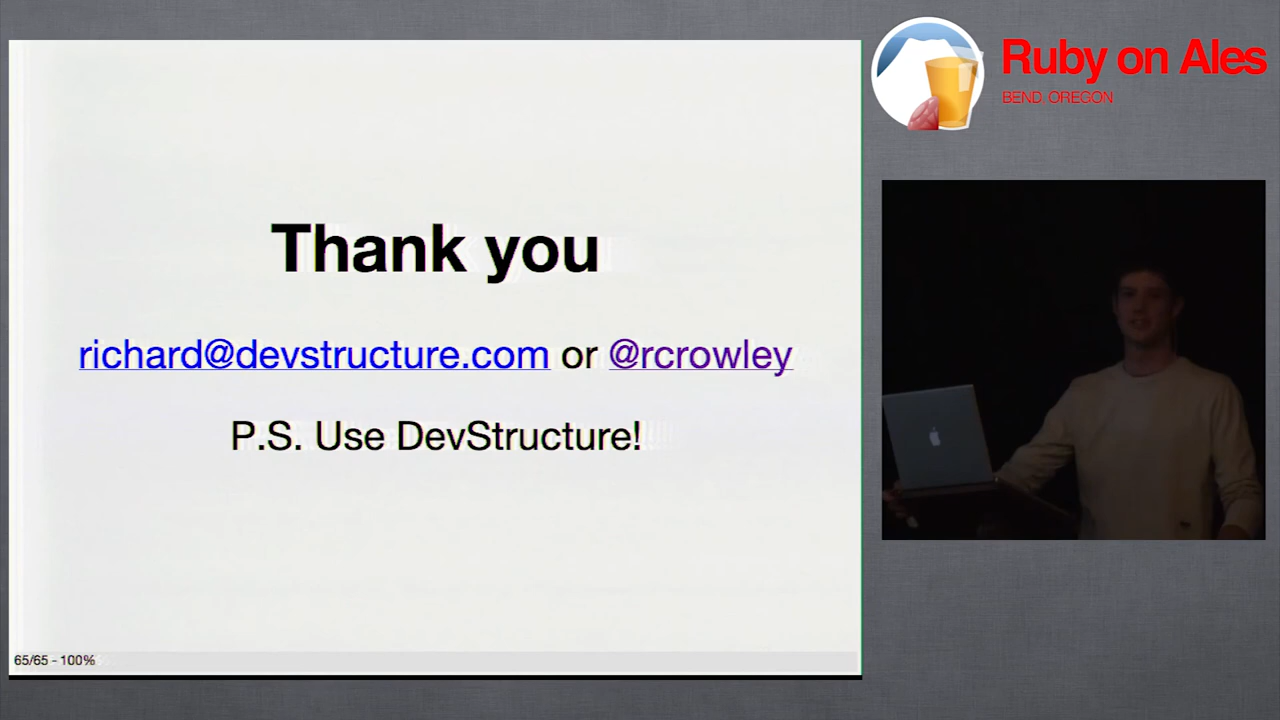 Thank you
richard@devstructure.com or @rcrowley
P.S. Use DevStructure!
65/65 - 100%
Ruby on Ales
BEND, OREGON